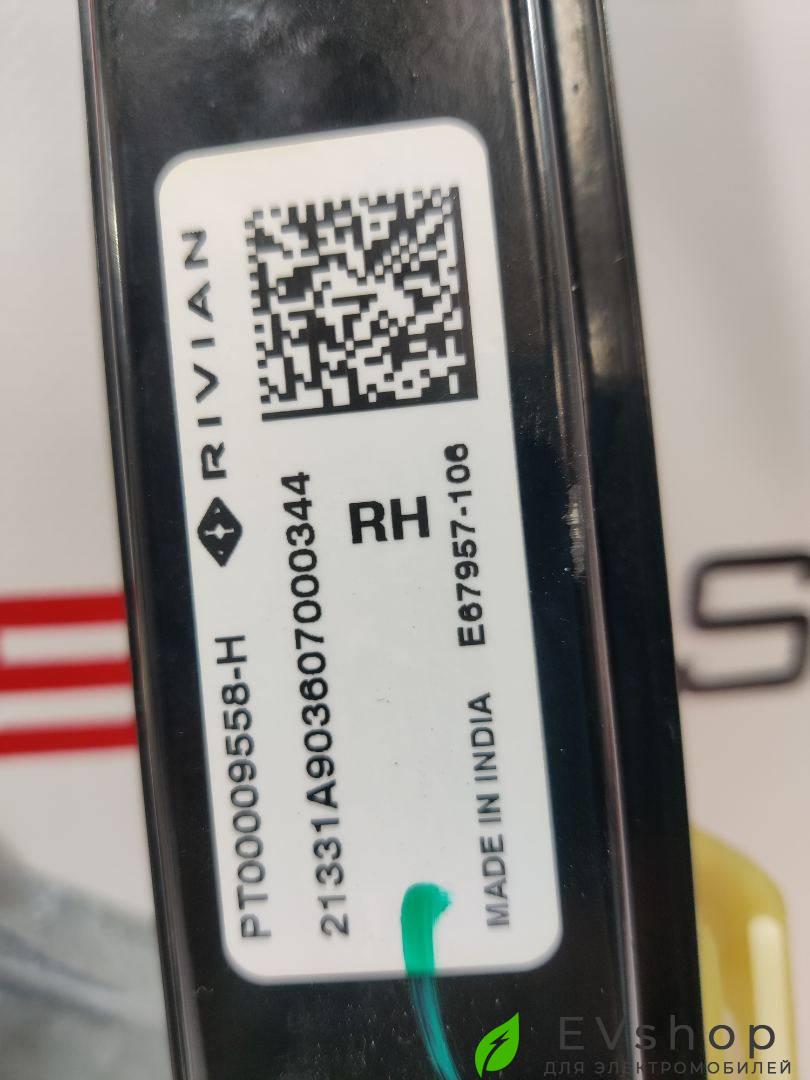 RIVIAN
PT00009558-H
21331A903607000344
RH
MADE IN INDIA E67957-106
S
EVshop
ДЛЯ ЭЛЕКТРОМОБИЛЕЙ